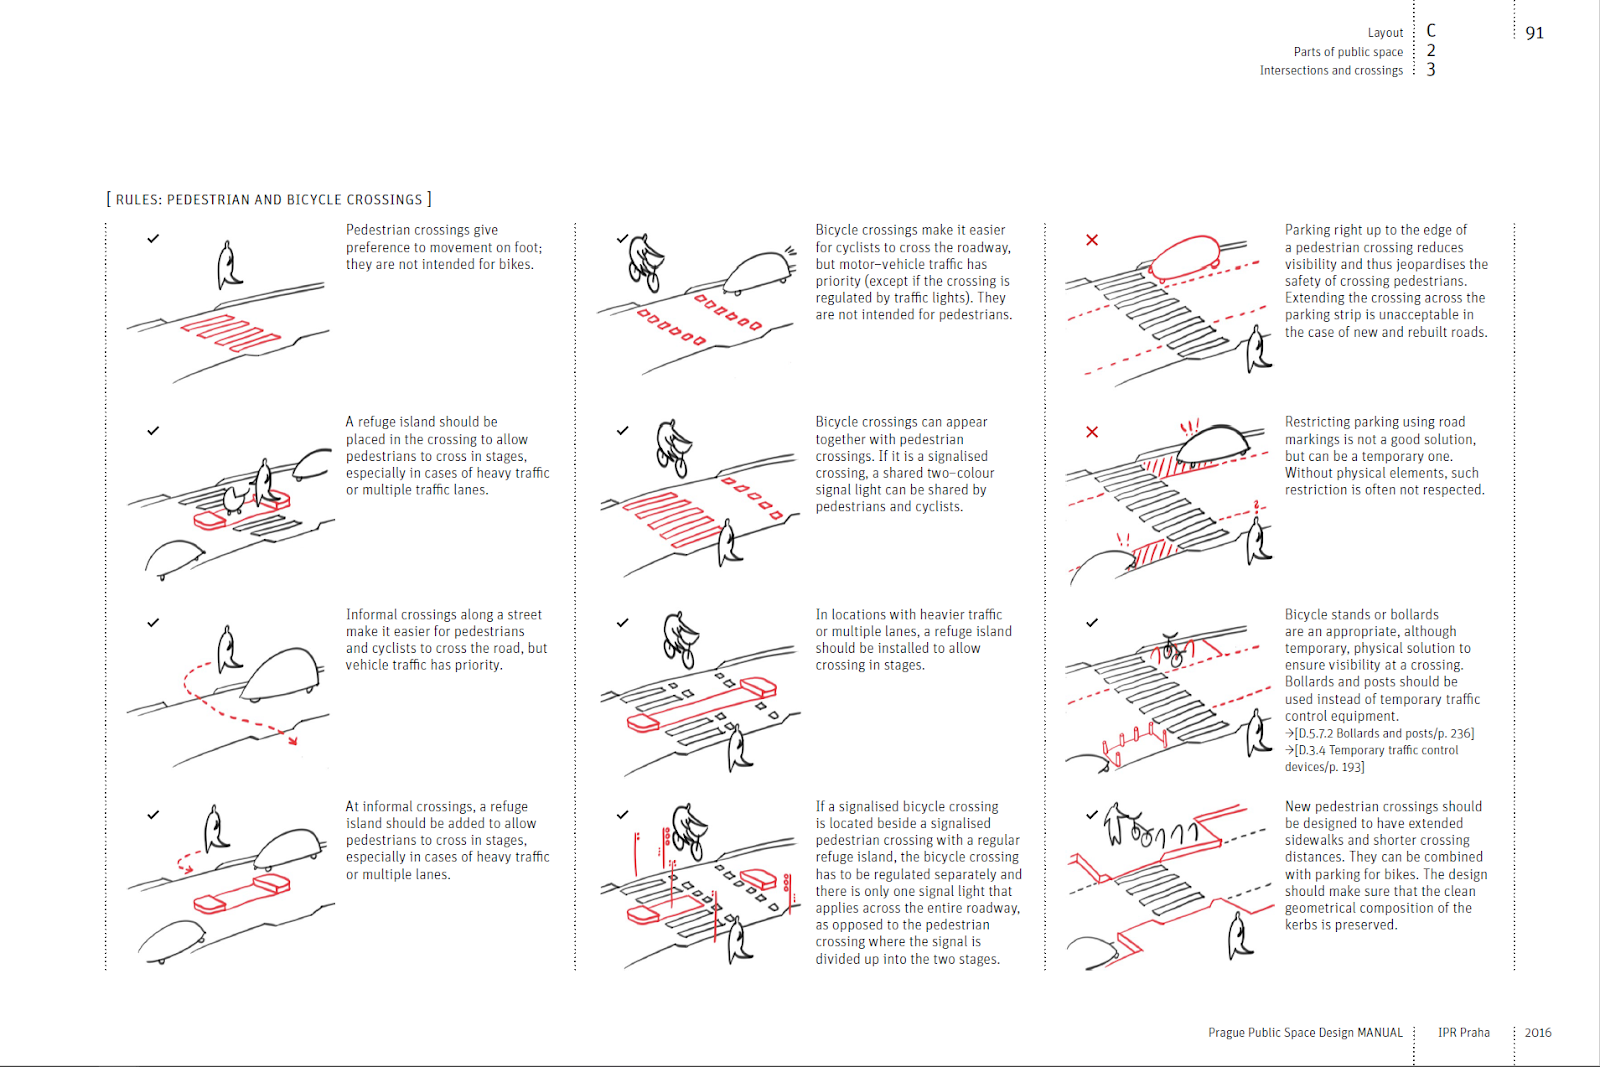 Layout C 91
Parts of public space 2
Intersections and crossings 3
[ RULES: PEDESTRIAN AND BICYCLE CROSSINGS ]
Pedestrian crossings give
preference to movement on foot;
they are not intended for bikes.
A refuge island should be
placed in the crossing to allow
pedestrians to cross in stages,
especially in cases of heavy traffic
or multiple traffic lanes.
Informal crossings along a street
make it easier for pedestrians
and cyclists to cross the road, but
vehicle traffic has priority.
At informal crossings, a refuge
island should be added to allow
pedestrians to cross in stages,
especially in cases of heavy traffic
or multiple lanes.
Bicycle crossings make it easier
for cyclists to cross the roadway,
but motor-vehicle traffic has
priority (except if the crossing is
regulated by traffic lights). They
are not intended for pedestrians.
Bicycle crossings can appear
together with pedestrian
crossings. If it is a signalised
crossing, a shared two-colour
signal light can be shared by
pedestrians and cyclists.
In locations with heavier traffic
or multiple lanes, a refuge island
should be installed to allow
crossing in stages.
If a signalised bicycle crossing
is located beside a signalised
pedestrian crossing with a regular
refuge island, the bicycle crossing
has to be regulated separately and
there is only one signal light that
applies across the entire roadway,
as opposed to the pedestrian
crossing where the signal is
divided up into the two stages.
Parking right up to the edge of
a pedestrian crossing reduces
visibility and thus jeopardises the
safety of crossing pedestrians.
Extending the crossing across the
parking strip is unacceptable in
the case of new and rebuilt roads.
!!!
!!
?
Restricting parking using road
markings is not a good solution,
but can be a temporary one.
Without physical elements, such
restriction is often not respected.
Bicycle stands or bollards
are an appropriate, although
temporary, physical solution to
ensure visibility at a crossing.
Bollards and posts should be
used instead of temporary traffic
control equipment.
→[D.5.7.2 Bollards and posts/p. 236]
→[D.3.4 Temporary traffic control
devices/p. 193]
New pedestrian crossings should
be designed to have extended
sidewalks and shorter crossing
distances. They can be combined
with parking for bikes. The design
should make sure that the clean
geometrical composition of the
kerbs is preserved.
Prague Public Space Design MANUAL IPR Praha 2016